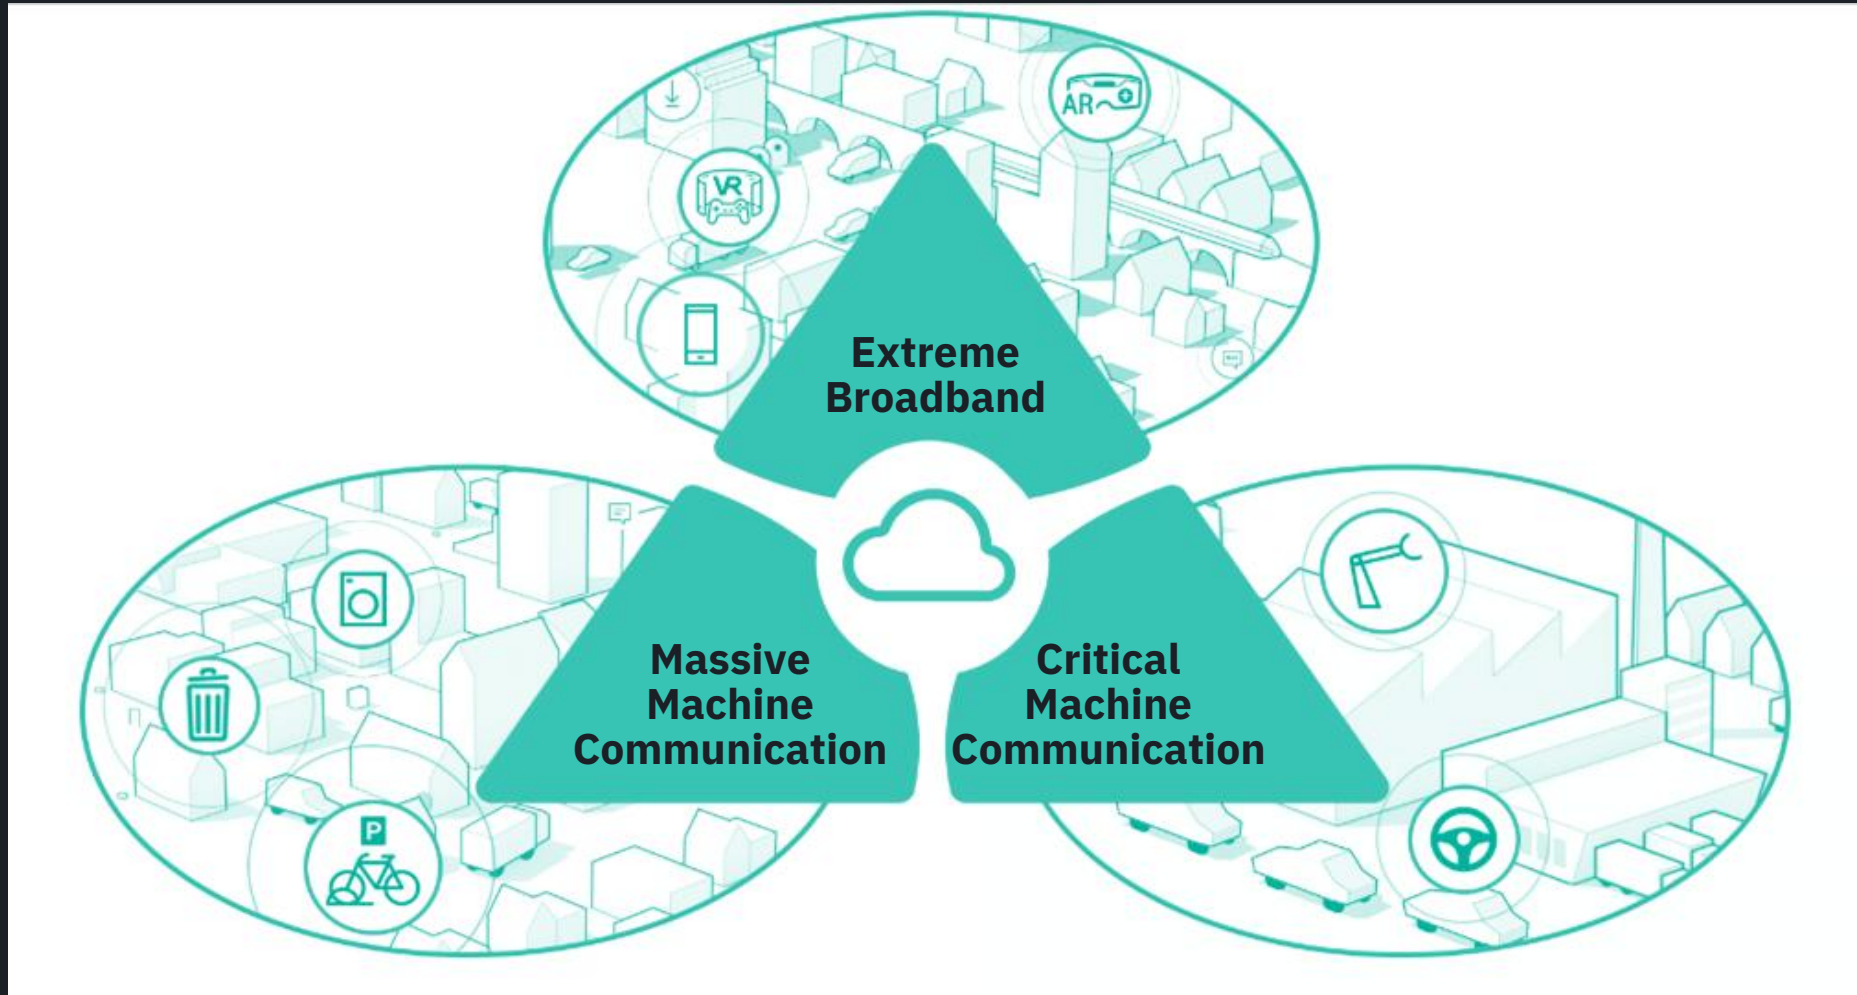 AR
VR
Extreme
Broadband
Massive
Machine
Communication
Critical
Machine
Communication
P